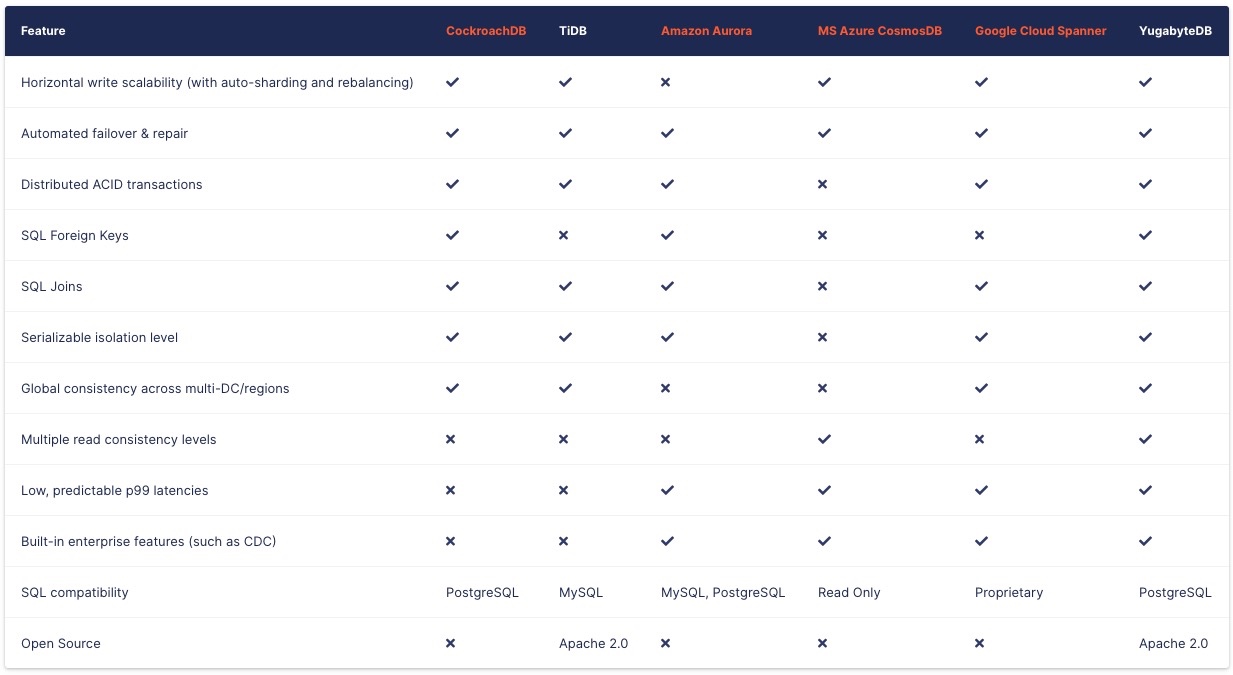 Feature CockroachDB TiDB Amazon Aurora MS Azure CosmosDB Google Cloud Spanner YugabyteDB
Horizontal write scalability (with auto-sharding and rebalancing) ✔ ✔ ✖ ✔ ✔ ✔
Automated failover & repair ✔ ✔ ✔ ✔ ✔ ✔
Distributed ACID transactions ✔ ✔ ✔ ✖ ✔ ✔
SQL Foreign Keys ✔ ✖ ✔ ✖ ✖ ✔
SQL Joins ✔ ✔ ✔ ✖ ✔ ✔
Serializable isolation level ✔ ✔ ✔ ✖ ✔ ✔
Global consistency across multi-DC/regions ✔ ✔ ✖ ✖ ✔ ✔
Multiple read consistency levels ✖ ✖ ✖ ✔ ✖ ✔
Low, predictable p99 latencies ✖ ✖ ✔ ✔ ✔ ✔
Built-in enterprise features (such as CDC) ✖ ✖ ✔ ✔ ✔ ✔
SQL compatibility PostgreSQL MySQL MySQL, PostgreSQL Read Only Proprietary PostgreSQL
Open Source ✖ Apache 2.0 ✖ ✖ ✖ Apache 2.0